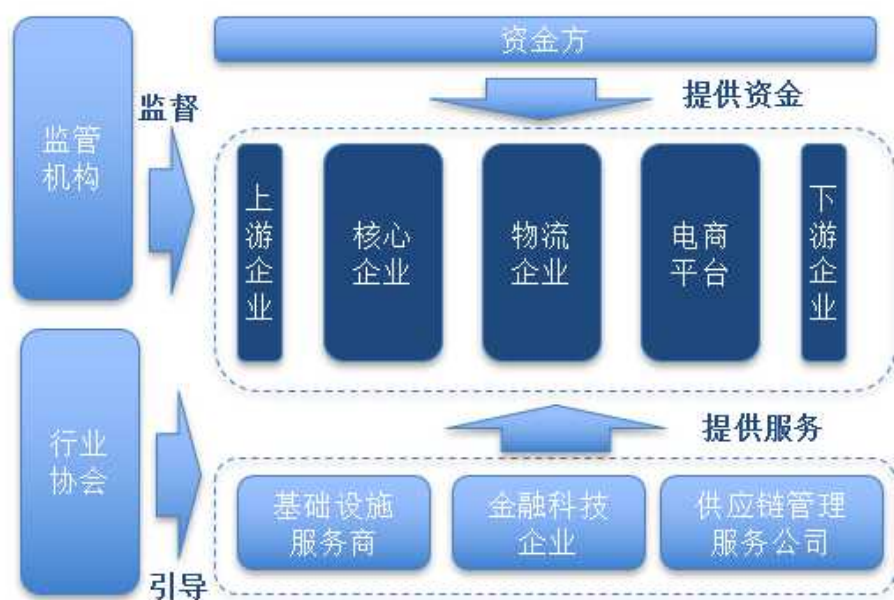 资金方
提供资金
监督
监管
机构
上游企业
核心
企业
物流
企业
电商
平台
下游企业
提供服务
行业
协会
引导
基础设施
服务商
金融科技
企业
供应链管理
服务公司